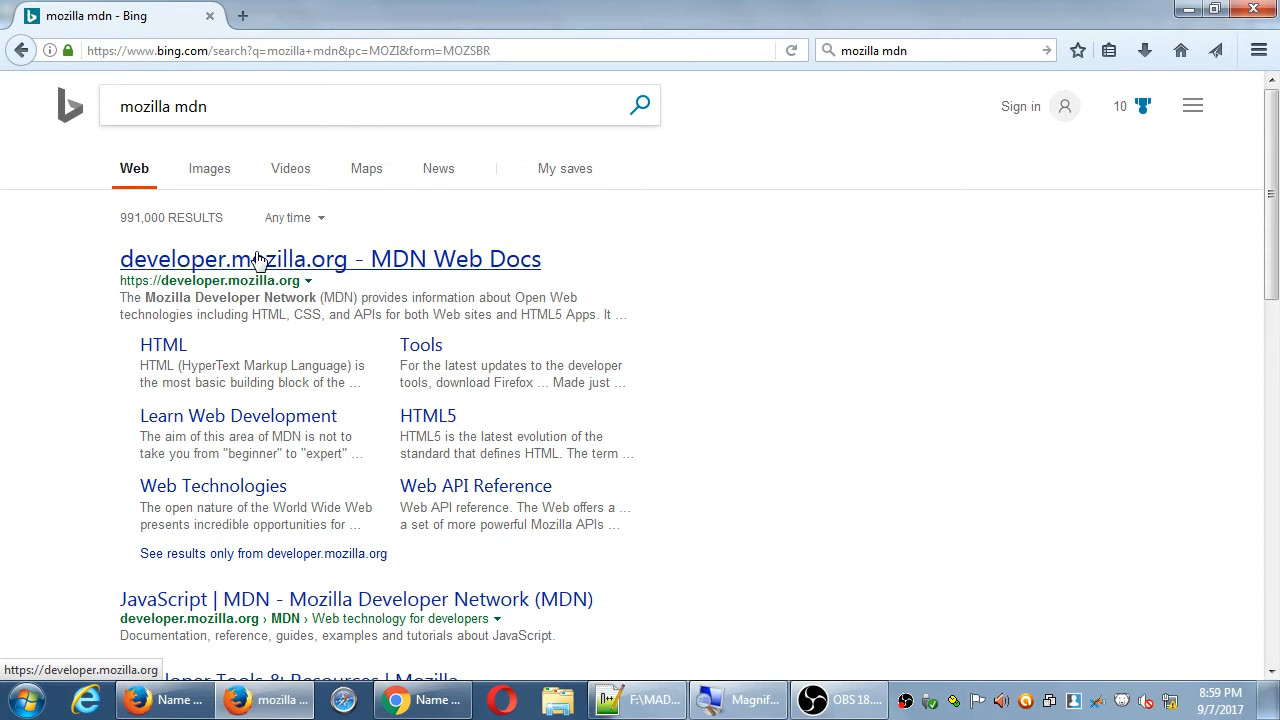 mozilla mdn - Bing
https://www.bing.com/search?q=mozilla+mdn&pc=MOZI&form=MOZSBR
mozilla mdn
mozilla mdn
Sign in
10
Web
Images
Videos
Maps
News
My saves
991,000 RESULTS
Any time
developer.mozilla.org - MDN Web Docs
https://developer.mozilla.org
The Mozilla Developer Network (MDN) provides information about Open Web
technologies including HTML, CSS, and APIs for both Web sites and HTML5 Apps. It ...
HTML
HTML (HyperText Markup Language) is
the most basic building block of the ...
Tools
For the latest updates to the developer
tools, download Firefox ... Made just ...
Learn Web Development
The aim of this area of MDN is not to
take you from "beginner" to "expert" ...
HTML5
HTML5 is the latest evolution of the
standard that defines HTML. The term ...
Web Technologies
The open nature of the World Wide Web
presents incredible opportunities for ...
Web API Reference
Web API reference. The Web offers a ...
a set of more powerful Mozilla APIs ...
See results only from developer.mozilla.org
JavaScript | MDN - Mozilla Developer Network (MDN)
developer.mozilla.org › MDN › Web technology for developers
Documentation, reference, guides, examples and tutorials about JavaScript.
https://developer.mozilla.org
Tools & Resources | Mozilla
Name ...
mozilla ...
Name ...
F:\MAD...
Magnif...
OBS 18....
8:59 PM
9/7/2017